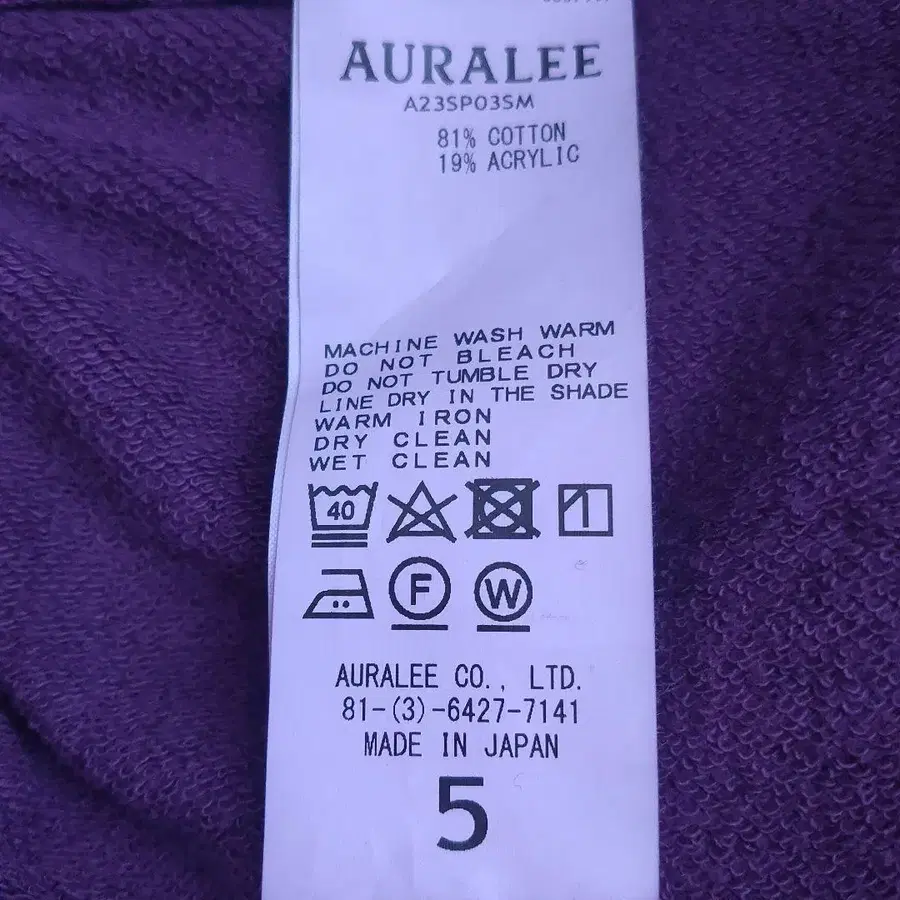 AURALEE
A23SP03SM
81% COTTON
19% ACRYLIC
MACHINE WASH WARM
DO NOT BLEACH
DO NOT TUMBLE DRY
LINE DRY IN THE SHADE
WARM IRON
DRY CLEAN
WET CLEAN
40
F W
AURALEE CO., LTD.
81-(3)-6427-7141
MADE IN JAPAN
5